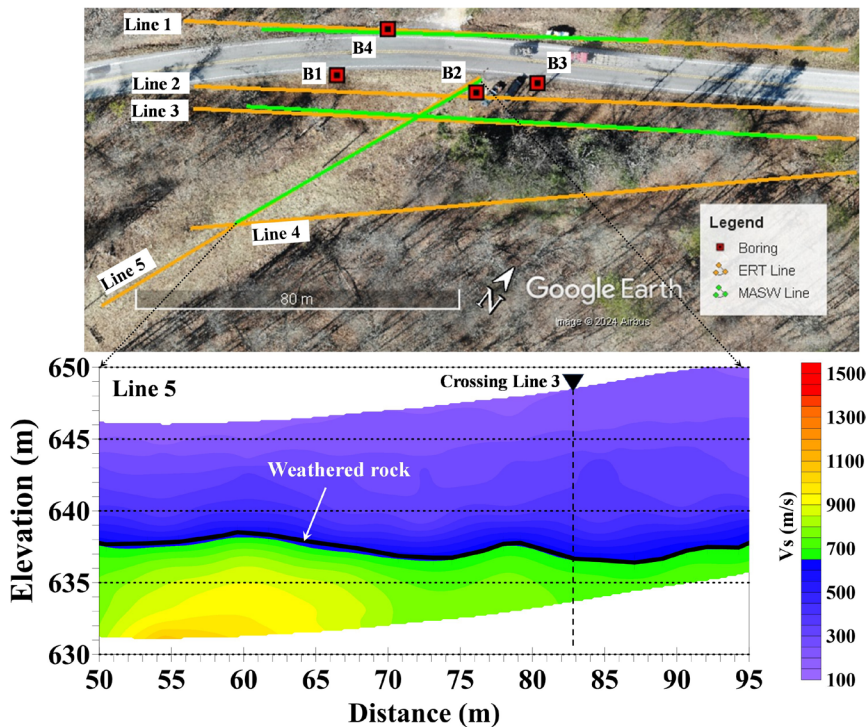 Line 1
B4
B1
B2
B3
Line 2
Line 3
Line 4
Line 5
80 m
N
Google Earth
Image © 2024 Airbus
Legend
Boring
ERT Line
MASW Line
Line 5
Crossing Line 3
Weathered rock
Elevation (m)
650
645
640
635
630
50 55 60 65 70 75 80 85 90 95
Distance (m)
Vs (m/s)
1500
1300
1100
900
700
500
300
100